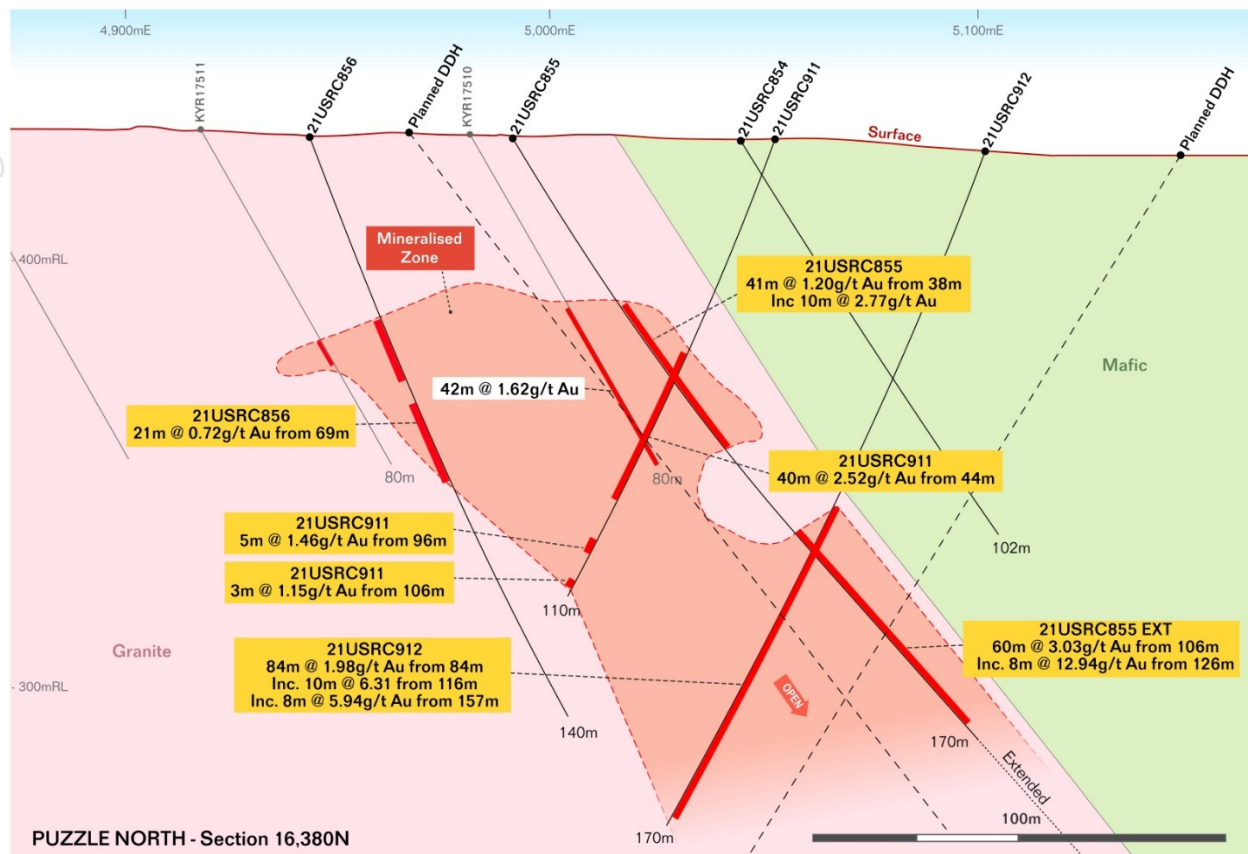 4,900mE
5,000mE
5,100mE
KYR17511
21USRC856
Planned DDH
KYR17510
21USRC855
21USRC854
21USRC911
21USRC912
Planned DDH
Surface
400mRL
Mineralised
Zone
21USRC855
41m @ 1.20g/t Au from 38m
Inc 10m @ 2.77g/t Au
Mafic
42m @ 1.62g/t Au
21USRC856
21m @ 0.72g/t Au from 69m
80m
80m
21USRC911
40m @ 2.52g/t Au from 44m
21USRC911
5m @ 1.46g/t Au from 96m
102m
21USRC911
3m @ 1.15g/t Au from 106m
110m
Granite
21USRC912
84m @ 1.98g/t Au from 84m
Inc. 10m @ 6.31 from 116m
Inc. 8m @ 5.94g/t Au from 157m
21USRC855 EXT
60m @ 3.03g/t Au from 106m
Inc. 8m @ 12.94g/t Au from 126m
300mRL
OPEN
140m
170m
Extended
170m
100m
PUZZLE NORTH - Section 16,380N